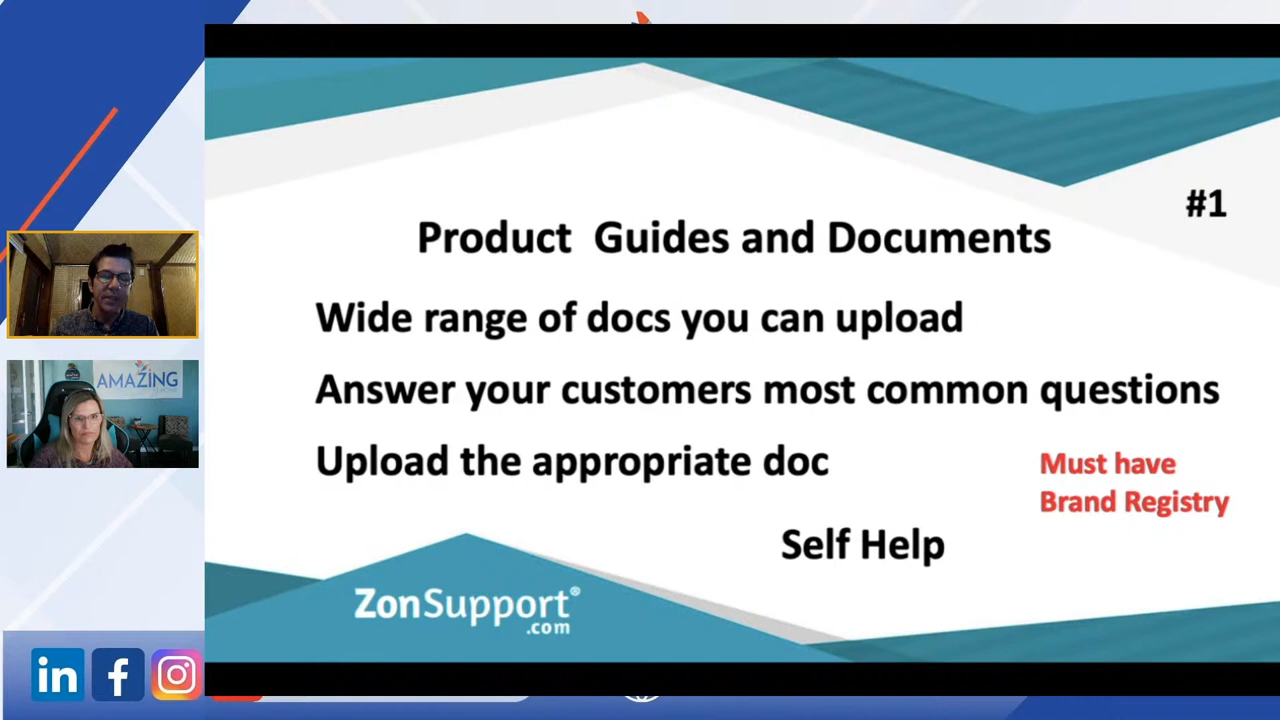 #1
Product Guides and Documents
Wide range of docs you can upload
Answer your customers most common questions
Upload the appropriate doc
Must have
Brand Registry
Self Help
ZonSupport®
.com
AMAZING
in
f